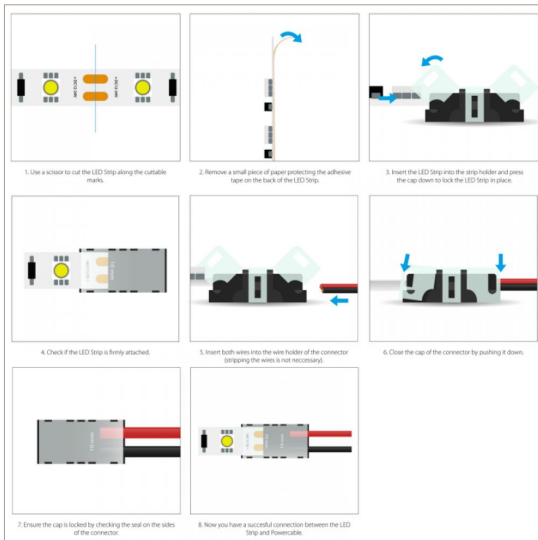 1. Use a scissor to cut the LED Strip along the cuttable
marks.
2. Remove a small piece of paper protecting the adhesive
tape on the back of the LED Strip.
3. Insert the LED Strip into the strip holder and press
the cap down to lock the LED Strip in place.
4. Check if the LED Strip is firmly attached.
5. Insert both wires into the wire holder of the connector
(stripping the wires is not neccessary).
6. Close the cap of the connector by pushing it down.
7. Ensure the cap is locked by checking the seal on the sides
of the connector.
8. Now you have a succesful connection between the LED
Strip and Powercable.